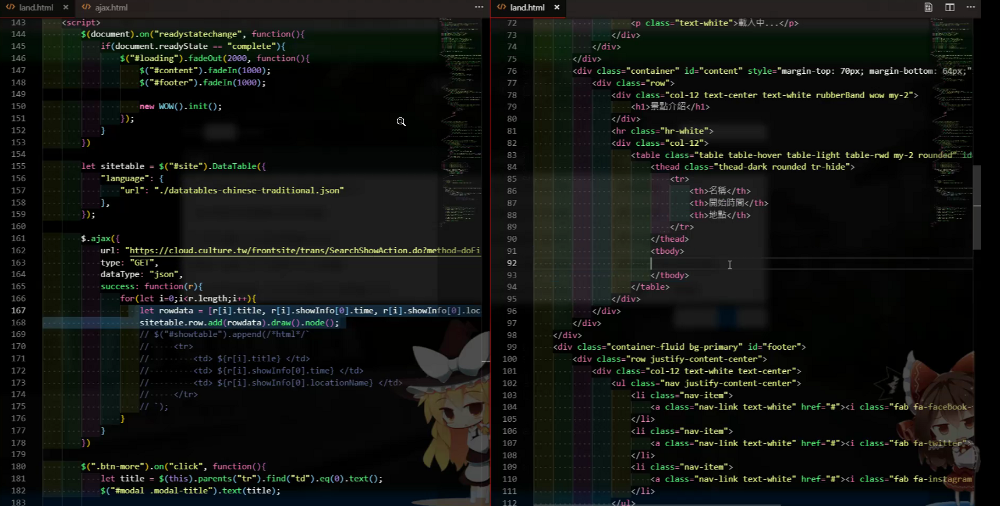 land.html
ajax.html
143 <script>
144 $(document).on("readystatechange", function(){
145 if(document.readyState == "complete"){
146 $("#loading").fadeOut(2000, function(){
147 $("#content").fadeIn(1000);
148 $("#footer").fadeIn(1000);
149
150 new WOW().init();
151 });
152 }
153 })
154
155 let sitetable = $("#site").DataTable({
156 "language": {
157 "url": "./datatables-chinese-traditional.json"
158 },
159 });
160
161 $.ajax({
162 url: "https://cloud.culture.tw/frontsite/trans/SearchShowAction.do?method=doFi
163 type: "GET",
164 dataType: "json",
165 success: function(r){
166 for(let i=0;i<r.length;i++){
167 let rowdata = [r[i].title, r[i].showInfo[0].time, r[i].showInfo[0].loc
168 sitetable.row.add(rowdata).draw().node();
169 // $("#showtable").append(/*html*/`
170 // <tr>
171 // <td> ${r[i].title} </td>
172 // <td> ${r[i].showInfo[0].time} </td>
173 // <td> ${r[i].showInfo[0].locationName} </td>
174 // </tr>
175 // `);
176 }
177 }
178 })
179
180 $(".btn-more").on("click", function(){
181 let title = $(this).parents("tr").find("td").eq(0).text();
182 $("#modal .modal-title").text(title);
183
land.html
72 <p class="text-white">載入中...</p>
73 </div>
74 </div>
75 </div>
76 <div class="container" id="content" style="margin-top: 70px; margin-bottom: 64px;"
77 <div class="row">
78 <div class="col-12 text-center text-white rubberBand wow my-2">
79 <h1>景點介紹</h1>
80 </div>
81 <hr class="hr-white">
82 <div class="col-12">
83 <table class="table table-hover table-light table-rwd my-2 rounded" id
84 <thead class="thead-dark rounded tr-hide">
85 <tr>
86 <th>名稱</th>
87 <th>開始時間</th>
88 <th>地點</th>
89 </tr>
90 </thead>
91 <tbody>
92
93 </tbody>
94 </table>
95 </div>
96 </div>
97 </div>
98 </div>
99 <div class="container-fluid bg-primary" id="footer">
100 <div class="row justify-content-center">
101 <div class="col-12 text-white text-center">
102 <ul class="nav justify-content-center">
103 <li class="nav-item">
104 <a class="nav-link text-white" href="#"><i class="fab fa-facebook-
105 </li>
106 <li class="nav-item">
107 <a class="nav-link text-white" href="#"><i class="fab fa-twitter">
108 </li>
109 <li class="nav-item">
110 <a class="nav-link text-white" href="#"><i class="fab fa-instagram
111 </li>
112 </ul>